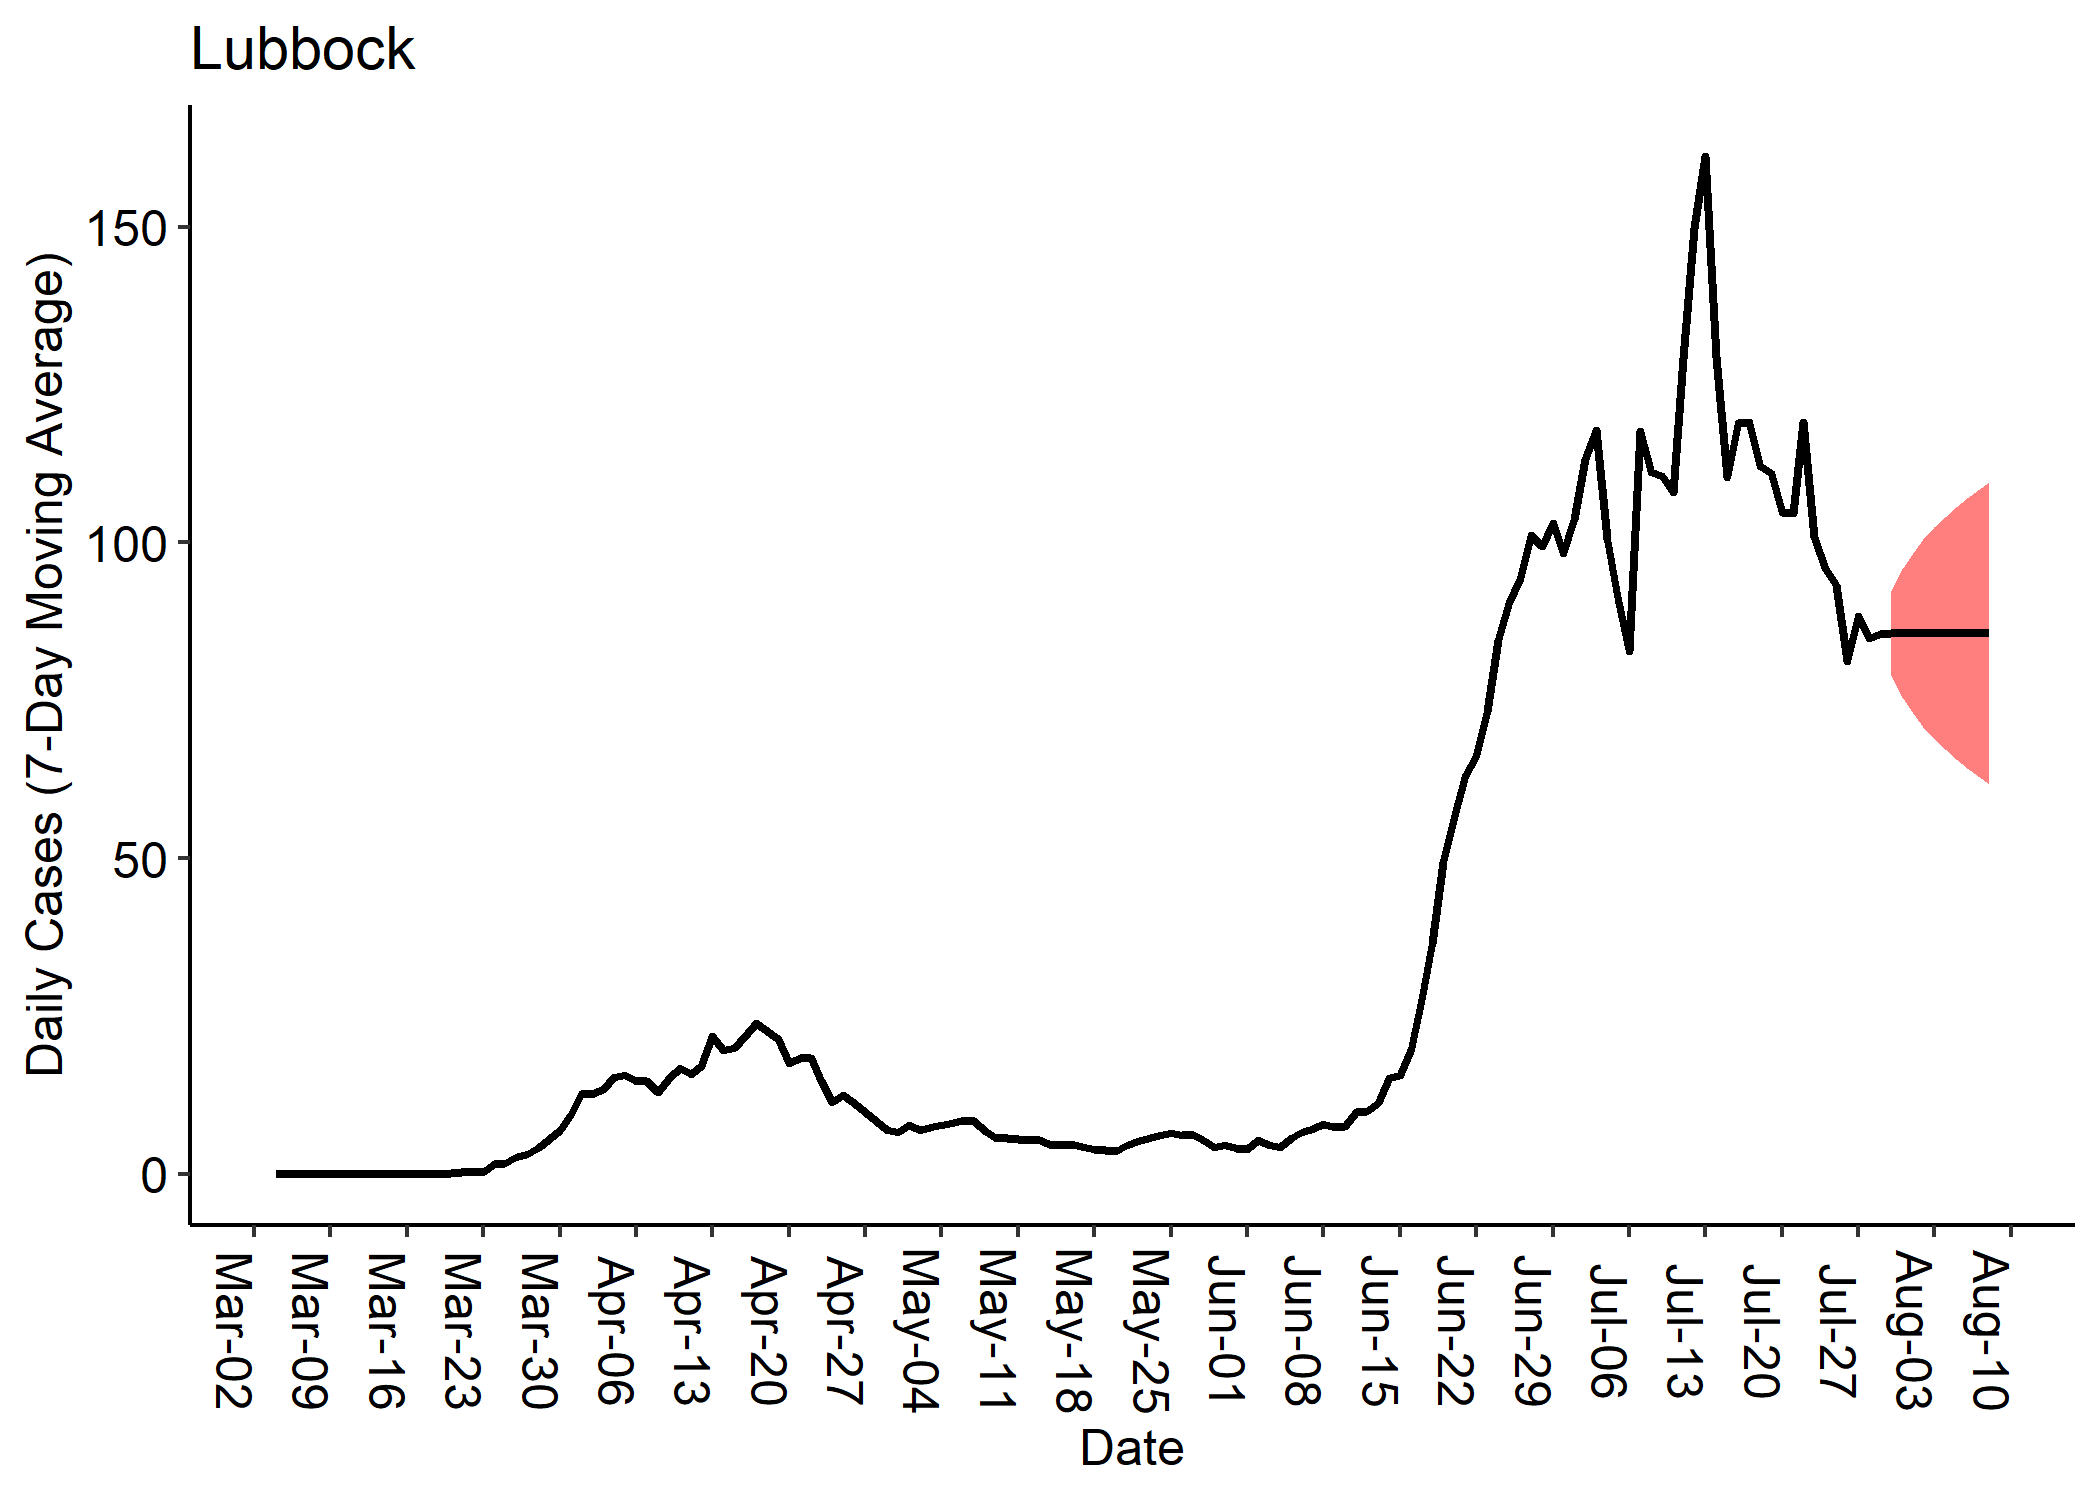 Lubbock
Daily Cases (7-Day Moving Average)
150
100
50
0
Mar-02
Mar-09
Mar-16
Mar-23
Mar-30
Apr-06
Apr-13
Apr-20
Apr-27
May-04
May-11
May-18
May-25
Jun-01
Jun-08
Jun-15
Jun-22
Jun-29
Jul-06
Jul-13
Jul-20
Jul-27
Aug-03
Aug-10
Date